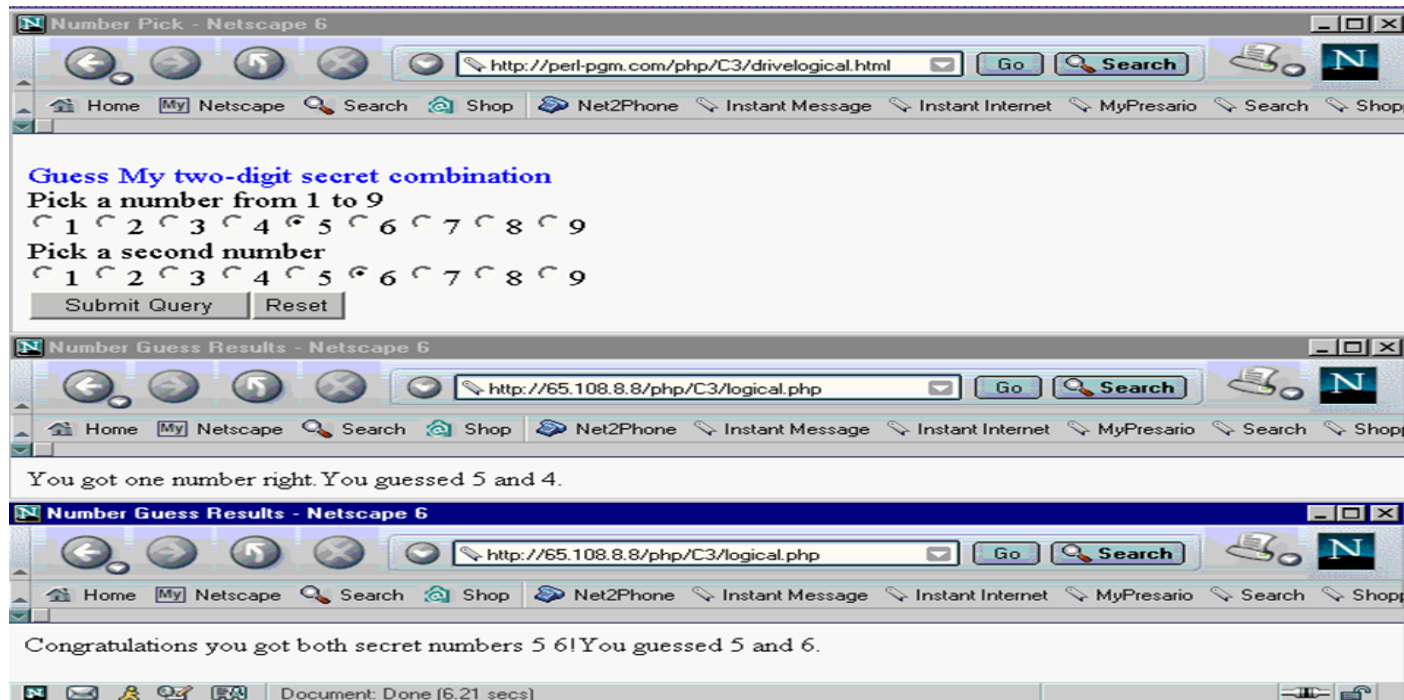 N Number Pick - Netscape 6
http://perl-pgm.com/php/C3/drivelogical.html Go Search N
Home My Netscape Search Shop Net2Phone Instant Message Instant Internet MyPresario Search Shop
Guess My two-digit secret combination
Pick a number from 1 to 9
1 2 3 4 5 6 7 8 9
Pick a second number
1 2 3 4 5 6 7 8 9
Submit Query Reset
N Number Guess Results - Netscape 6
http://65.108.8.8/php/C3/logical.php Go Search N
Home My Netscape Search Shop Net2Phone Instant Message Instant Internet MyPresario Search Shopp
You got one number right.You guessed 5 and 4.
N Number Guess Results - Netscape 6
http://65.108.8.8/php/C3/logical.php Go Search N
Home My Netscape Search Shop Net2Phone Instant Message Instant Internet MyPresario Search Shopp
Congratulations you got both secret numbers 5 6!You guessed 5 and 6.
N Document: Done (6.21 secs)